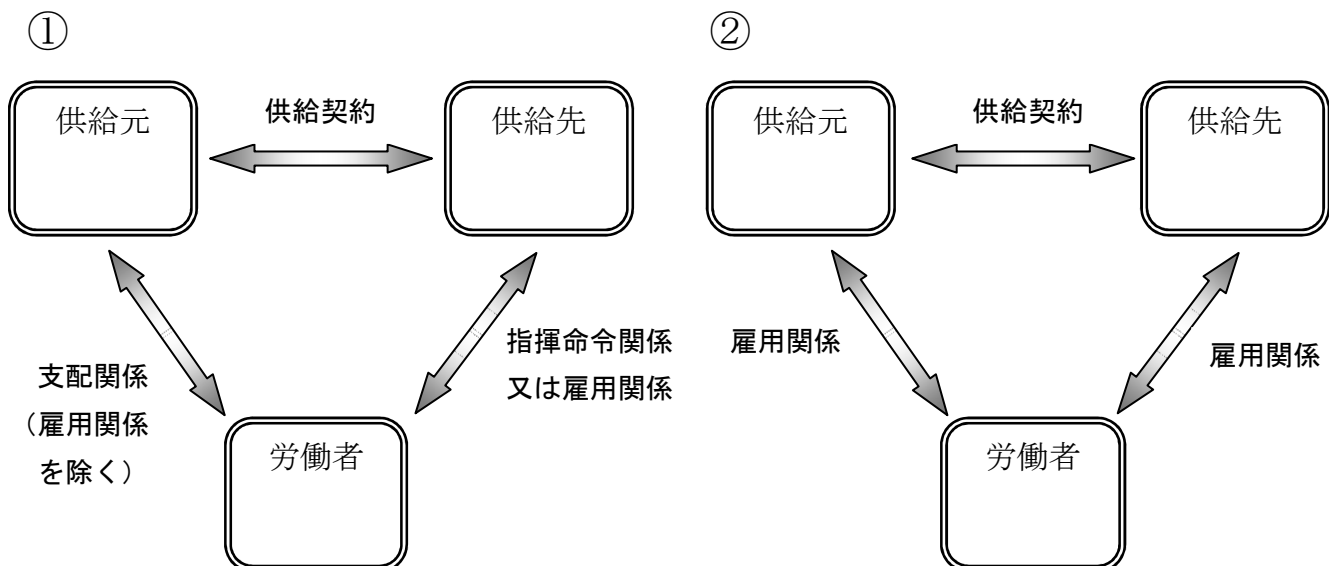 ①
供給元
供給契約
供給先
支配関係
（雇用関係
を除く）
指揮命令関係
又は雇用関係
労働者
②
供給元
供給契約
供給先
雇用関係
雇用関係
労働者